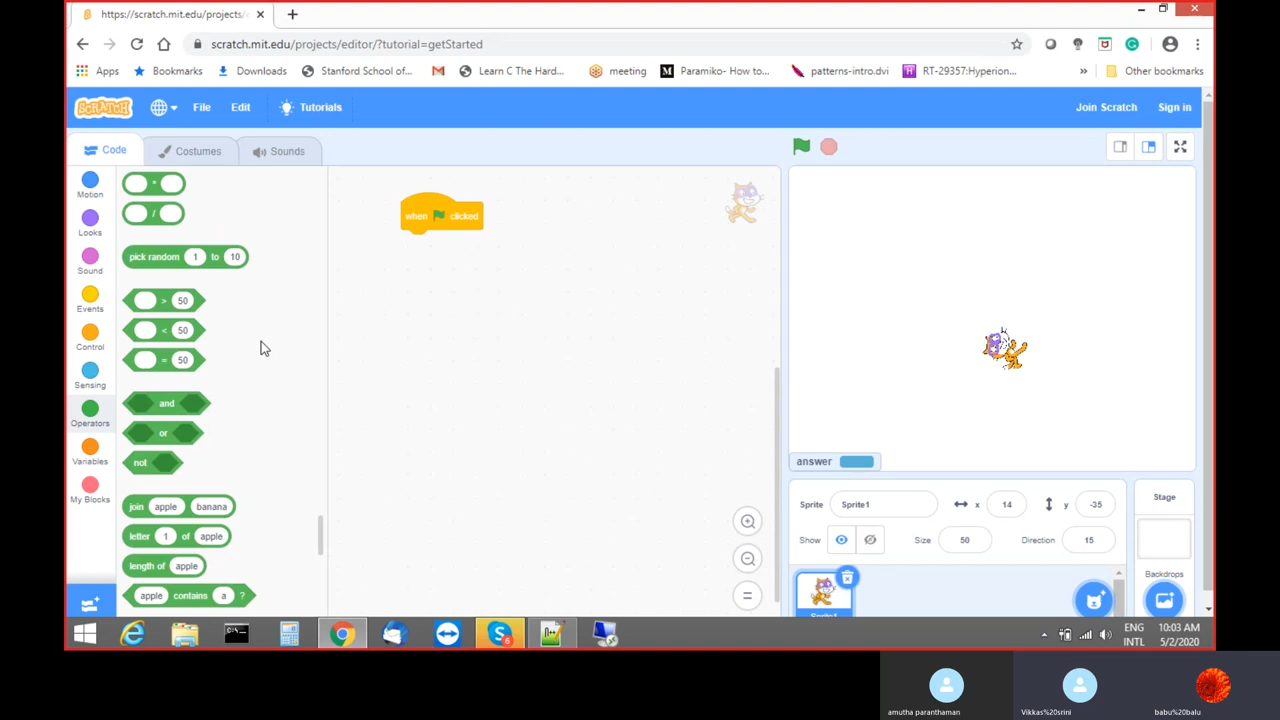 https://scratch.mit.edu/projects/
scratch.mit.edu/projects/editor/?tutorial=getStarted
Apps Bookmarks Downloads Stanford School of... Learn C The Hard... meeting Paramiko- How to... patterns-intro.dvi RT-29357:Hyperion... » Other bookmarks
SCRATCH File Edit Tutorials Join Scratch Sign in
Code Costumes Sounds
Motion
Looks
Sound
Events
Control
Sensing
Operators
Variables
My Blocks
*
/
pick random 1 to 10
> 50
< 50
= 50
and
or
not
join apple banana
letter 1 of apple
length of apple
apple contains a ?
when clicked
answer
Sprite Sprite1 x 14 y -35
Show Size 50 Direction 15
Sprite1
Stage
Backdrops
6
ENG
INTL
10:03 AM
5/2/2020
amutha paranthaman
Vikkas%20srini
babu%20balu